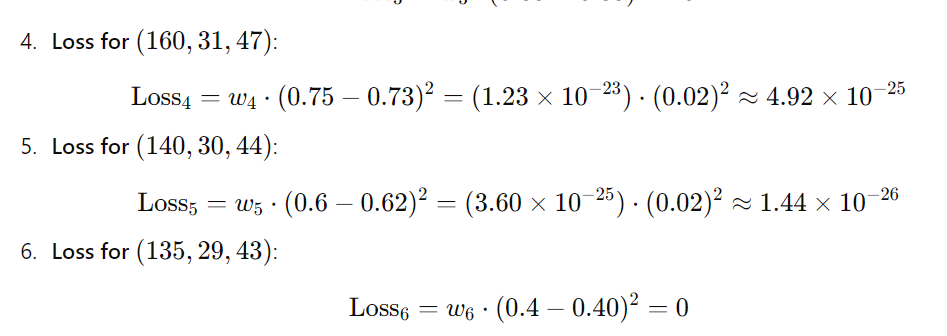 4. Loss for (160, 31, 47):
Loss₄ = w₄ · (0.75 − 0.73)² = (1.23 × 10⁻²³) · (0.02)² ≈ 4.92 × 10⁻²⁵
5. Loss for (140, 30, 44):
Loss₅ = w₅ · (0.6 − 0.62)² = (3.60 × 10⁻²⁵) · (0.02)² ≈ 1.44 × 10⁻²⁶
6. Loss for (135, 29, 43):
Loss₆ = w₆ · (0.4 − 0.40)² = 0